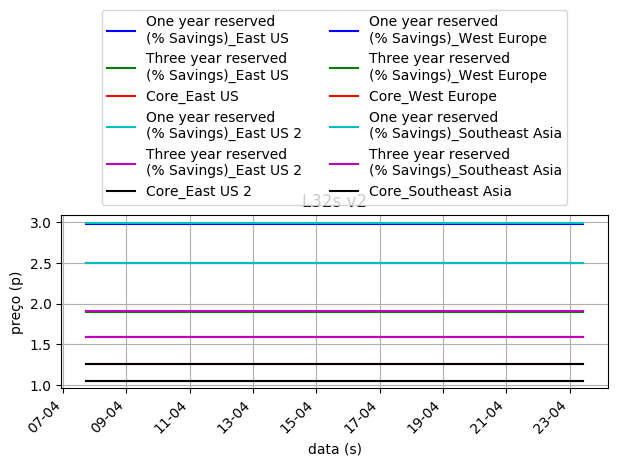 One year reserved
(% Savings)_East US
Three year reserved
(% Savings)_East US
Core_East US
One year reserved
(% Savings)_East US 2
Three year reserved
(% Savings)_East US 2
Core_East US 2
One year reserved
(% Savings)_West Europe
Three year reserved
(% Savings)_West Europe
Core_West Europe
One year reserved
(% Savings)_Southeast Asia
Three year reserved
(% Savings)_Southeast Asia
Core_Southeast Asia
L32s v2
preço (p)
3.0
2.5
2.0
1.5
1.0
07-04
09-04
11-04
13-04
15-04
17-04
19-04
21-04
23-04
data (s)